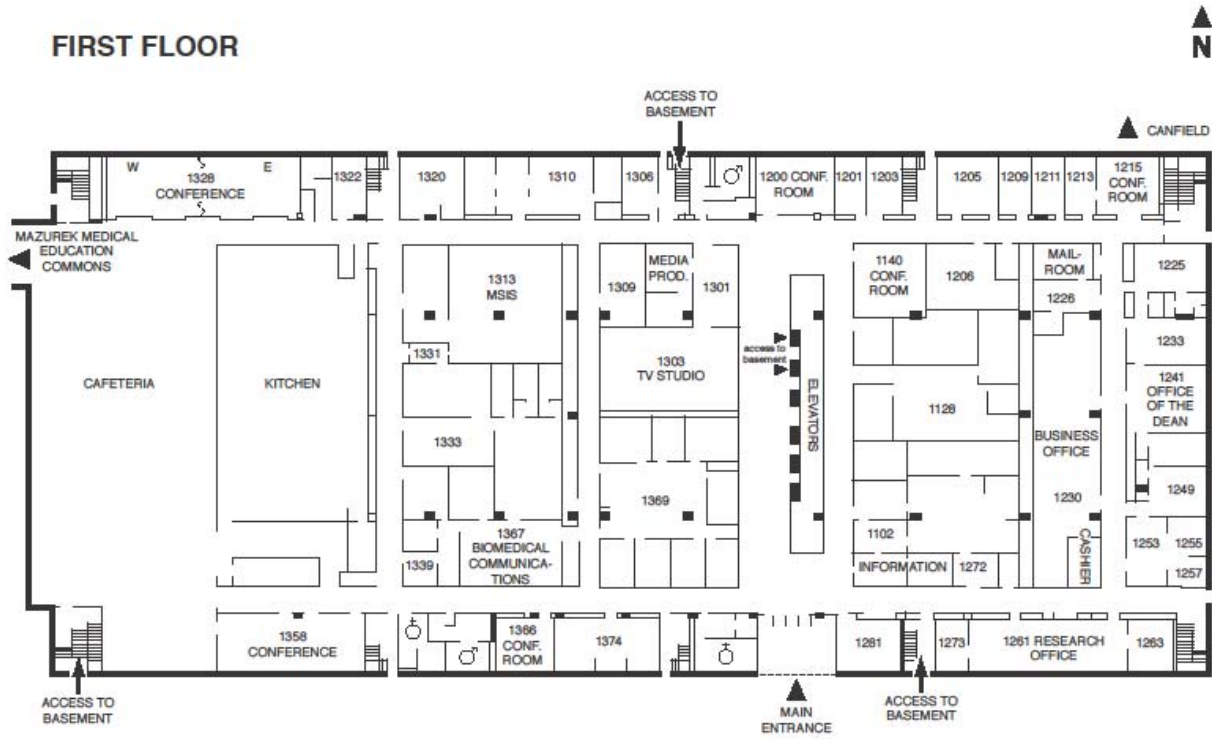 FIRST FLOOR
N
ACCESS TO
BASEMENT
CANFIELD
W
E
1328
CONFERENCE
1322
1320
1310
1306
1200 CONF.
ROOM
1201
1203
1205
1209
1211
1213
1215
CONF.
ROOM
MAZUREK MEDICAL
EDUCATION
COMMONS
1313
MSIS
1309
MEDIA
PROD.
1301
1140
CONF.
ROOM
1206
MAIL-
ROOM
1226
1225
1331
1303
TV STUDIO
access to
basement
1233
CAFETERIA
KITCHEN
ELEVATORS
1128
1241
OFFICE
OF THE
DEAN
1333
BUSINESS
OFFICE
1369
1230
1249
1367
BIOMEDICAL
COMMUNICA-
TIONS
1339
1102
INFORMATION
1272
CASHIER
1253
1255
1257
1358
CONFERENCE
1366
CONF.
ROOM
1374
1281
1273
1261 RESEARCH
OFFICE
1263
ACCESS TO
BASEMENT
MAIN
ENTRANCE
ACCESS TO
BASEMENT